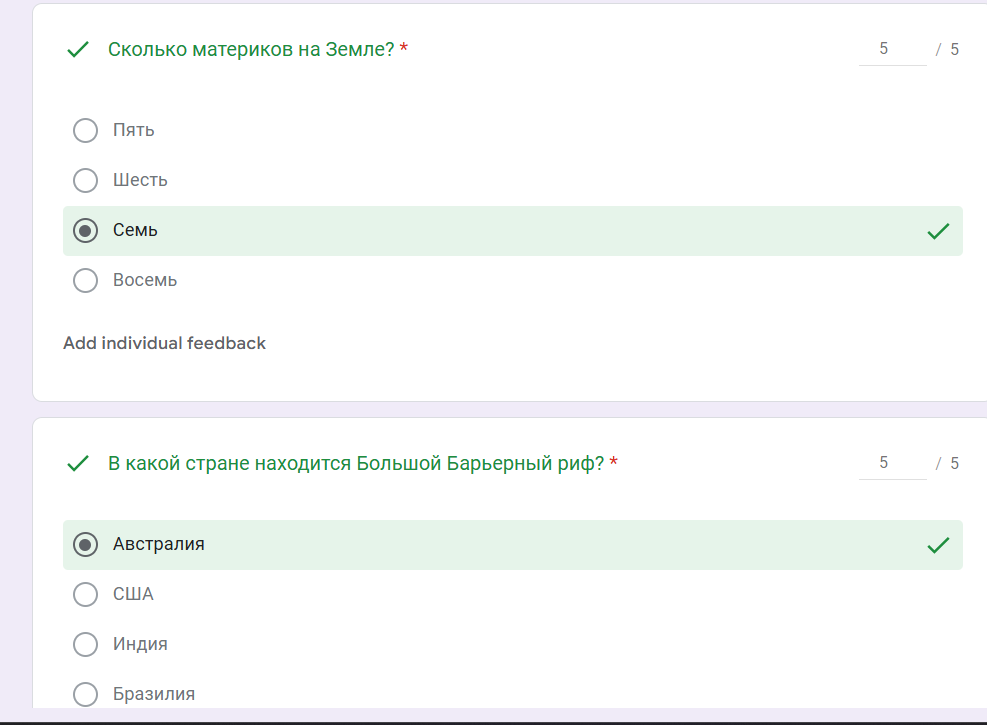 Сколько материков на Земле? *
5 / 5
Пять
Шесть
Семь
Восемь
Add individual feedback
В какой стране находится Большой Барьерный риф? *
5 / 5
Австралия
США
Индия
Бразилия